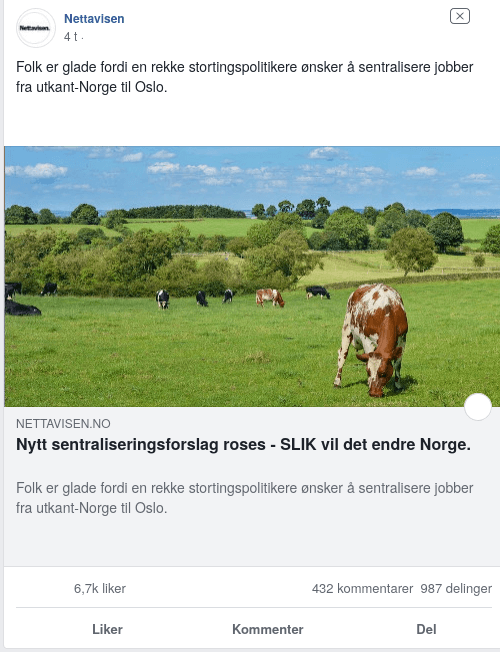 Nettavisen.
Nettavisen
4 t ·
Folk er glade fordi en rekke stortingspolitikere ønsker å sentralisere jobber
fra utkant-Norge til Oslo.
NETTAVISEN.NO
Nytt sentraliseringsforslag roses - SLIK vil det endre Norge.
Folk er glade fordi en rekke stortingspolitikere ønsker å sentralisere jobber
fra utkant-Norge til Oslo.
6,7k liker 432 kommentarer 987 delinger
Liker Kommenter Del